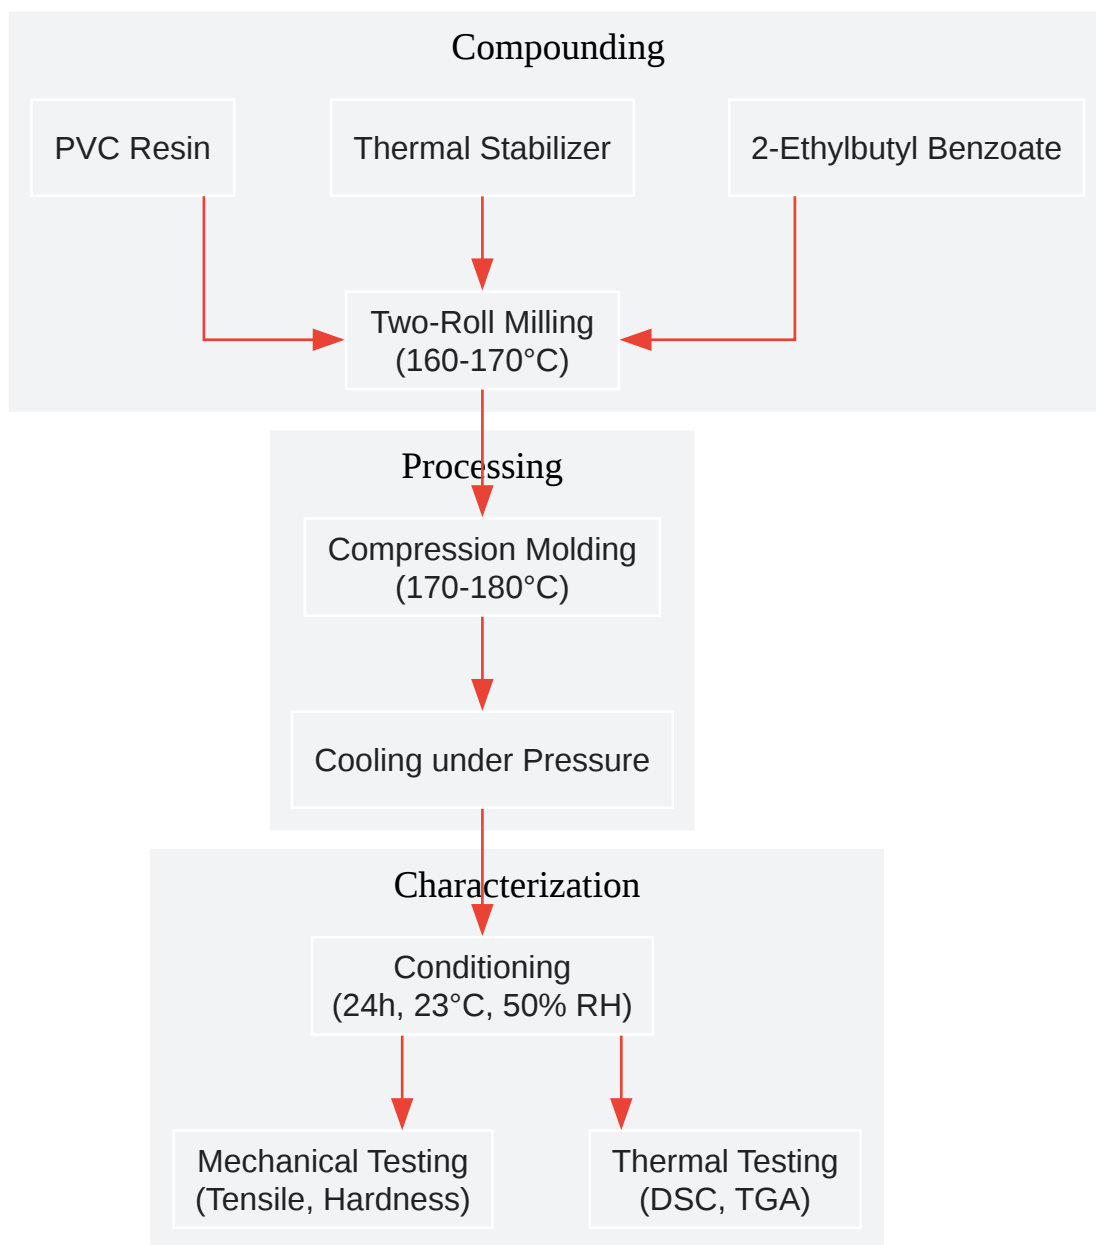 Compounding
PVC Resin
Thermal Stabilizer
2-Ethylbutyl Benzoate
Two-Roll Milling
(160-170°C)
Processing
Compression Molding
(170-180°C)
Cooling under Pressure
Characterization
Conditioning
(24h, 23°C, 50% RH)
Mechanical Testing
(Tensile, Hardness)
Thermal Testing
(DSC, TGA)